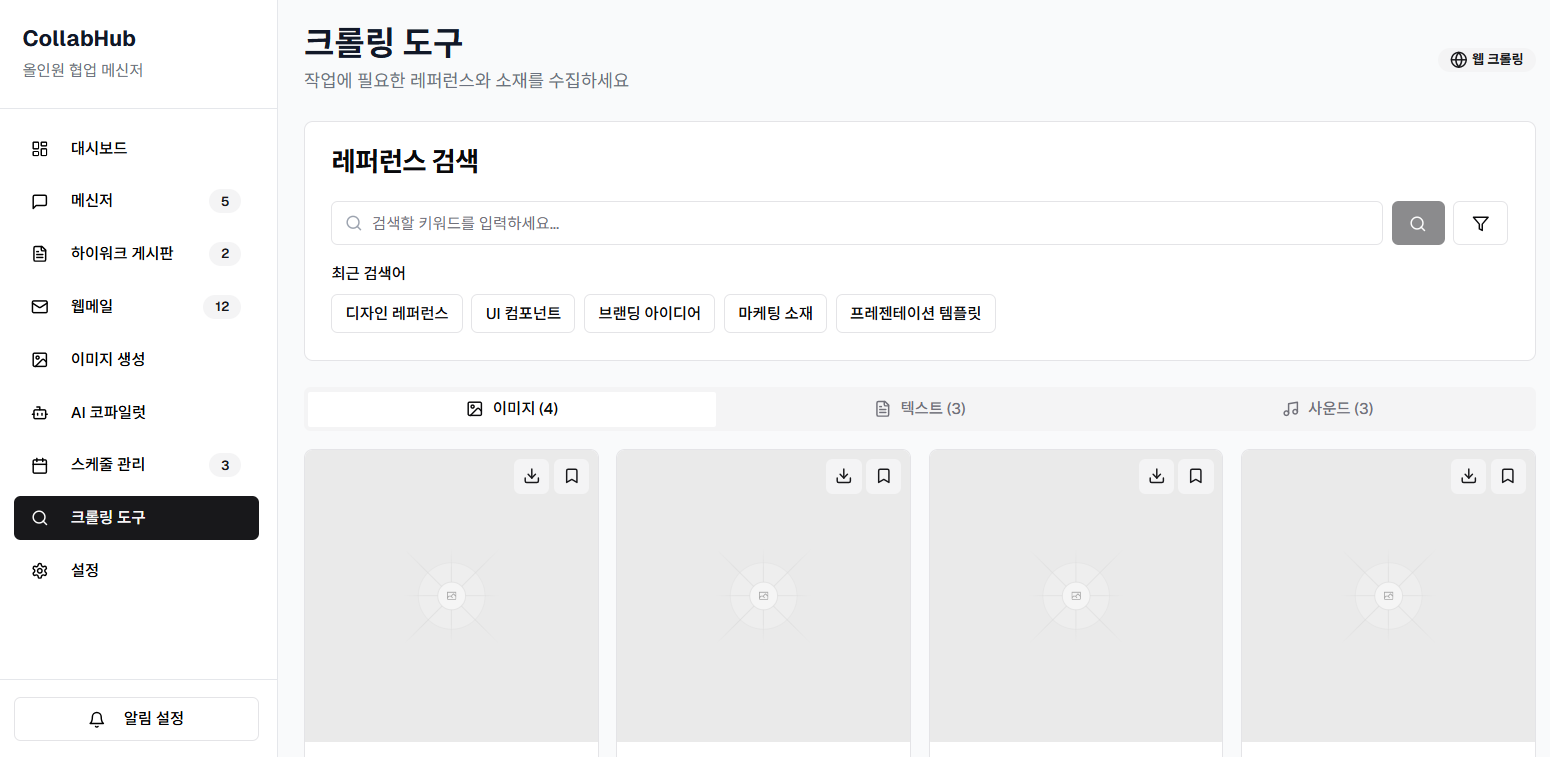 CollabHub
올인원 협업 메신저
대시보드
메신저 5
하이워크 게시판 2
웹메일 12
이미지 생성
AI 코파일럿
스케줄 관리 3
크롤링 도구
설정
알림 설정
크롤링 도구
작업에 필요한 레퍼런스와 소재를 수집하세요
웹 크롤링
레퍼런스 검색
검색할 키워드를 입력하세요...
최근 검색어
디자인 레퍼런스 UI 컴포넌트 브랜딩 아이디어 마케팅 소재 프레젠테이션 템플릿
이미지 (4) 텍스트 (3) 사운드 (3)